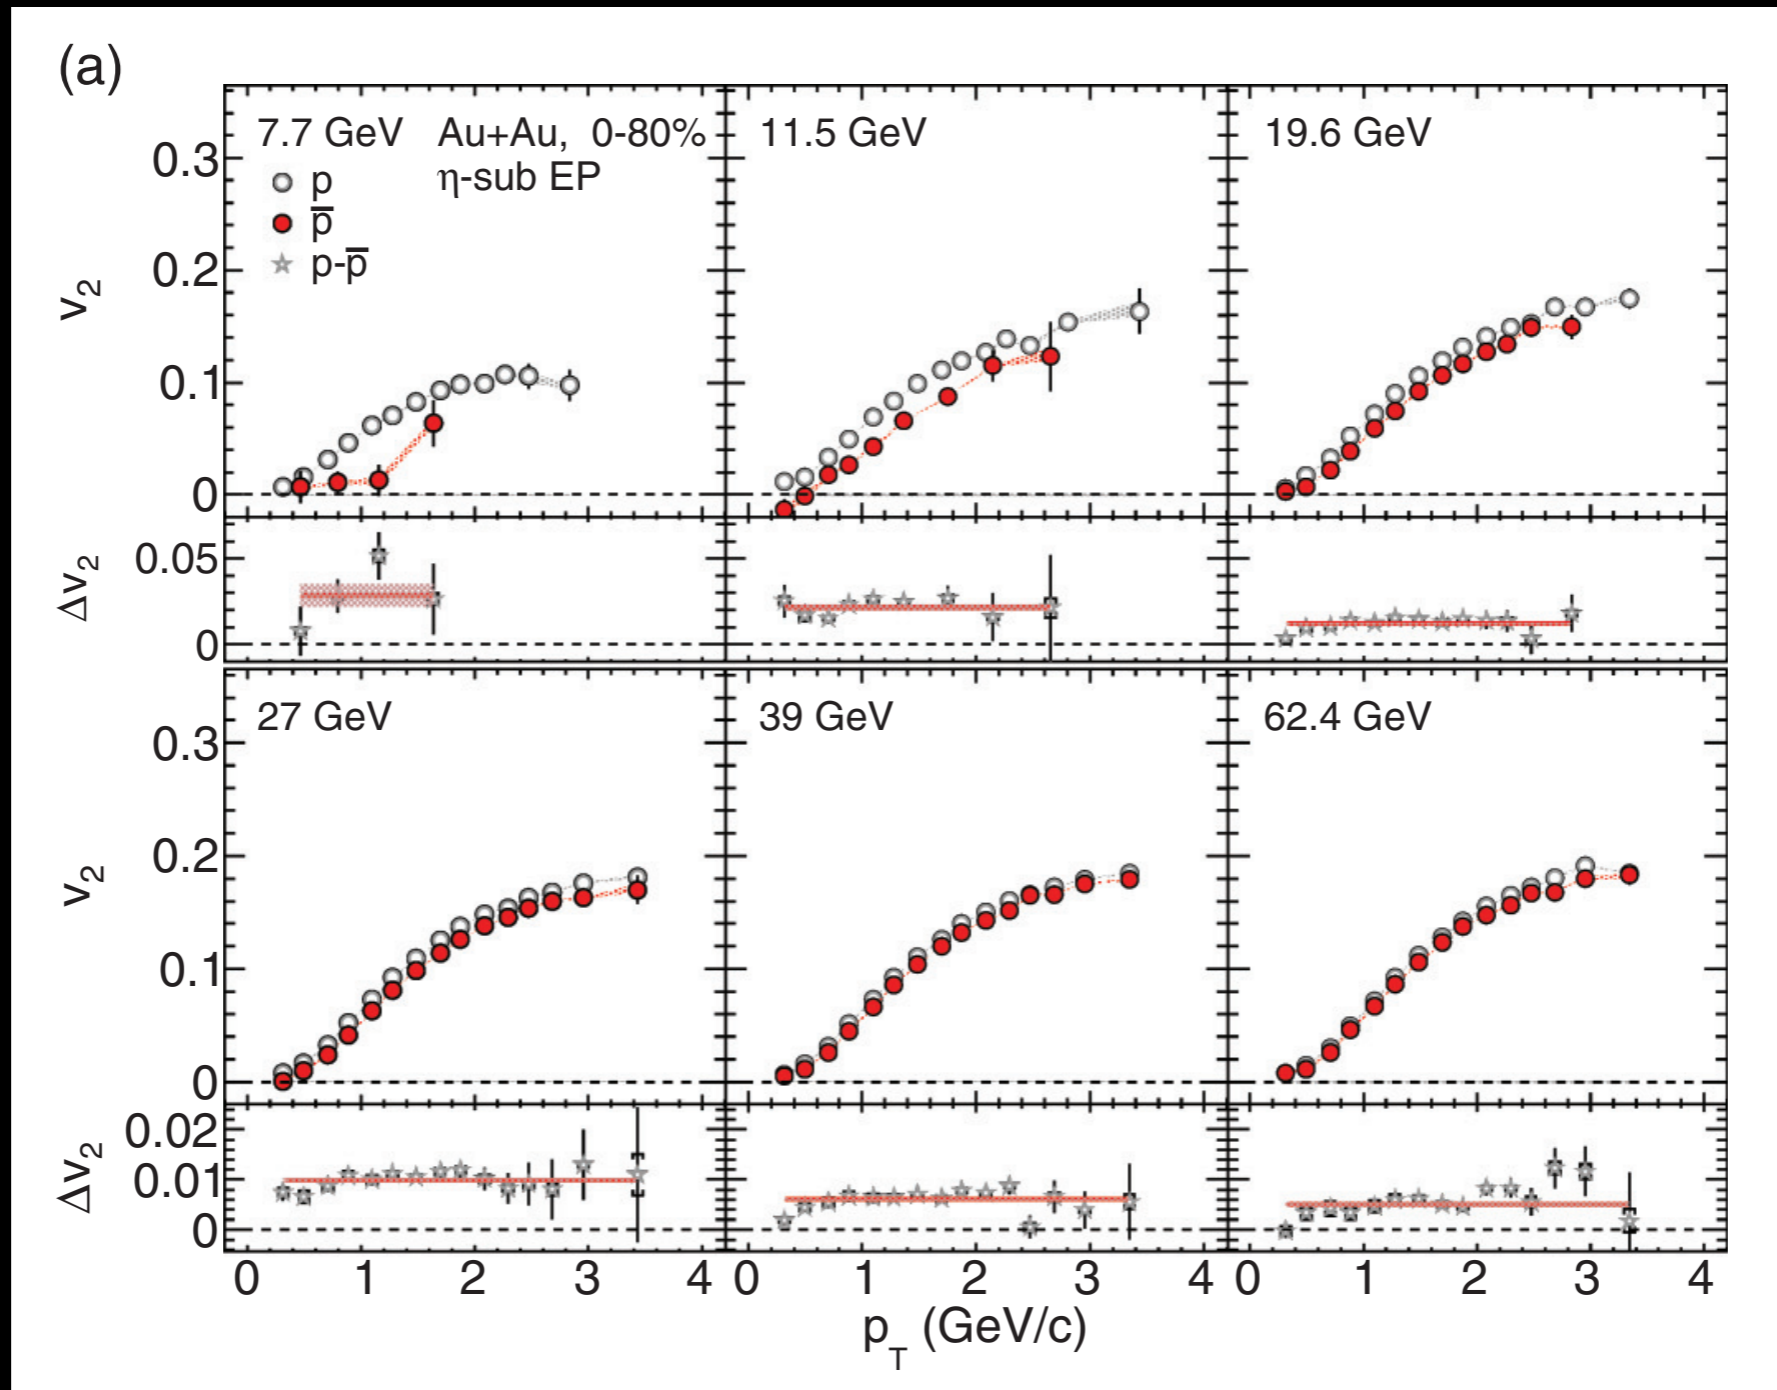 (a)
7.7 GeV Au+Au, 0-80%
η-sub EP
p
p̅
p-p̅
11.5 GeV
19.6 GeV
v₂
0.3
0.2
0.1
0
Δv₂
0.05
0
27 GeV
39 GeV
62.4 GeV
v₂
0.3
0.2
0.1
0
Δv₂
0.02
0.01
0
0 1 2 3 4 0 1 2 3 4 0 1 2 3 4
p_T (GeV/c)